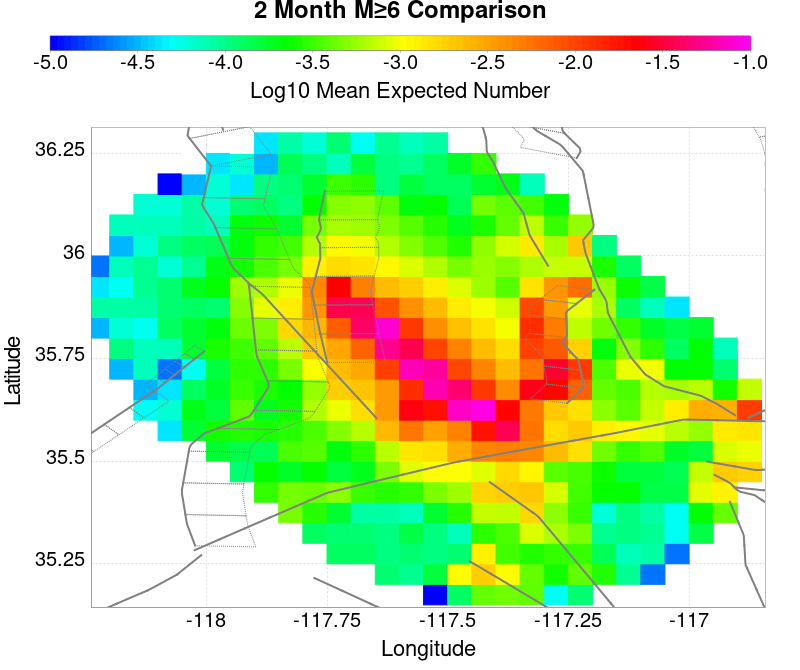 2 Month M≥6 Comparison
-5.0 -4.5 -4.0 -3.5 -3.0 -2.5 -2.0 -1.5 -1.0
Log10 Mean Expected Number
36.25
36
35.75
35.5
35.25
Latitude
-118 -117.75 -117.5 -117.25 -117
Longitude